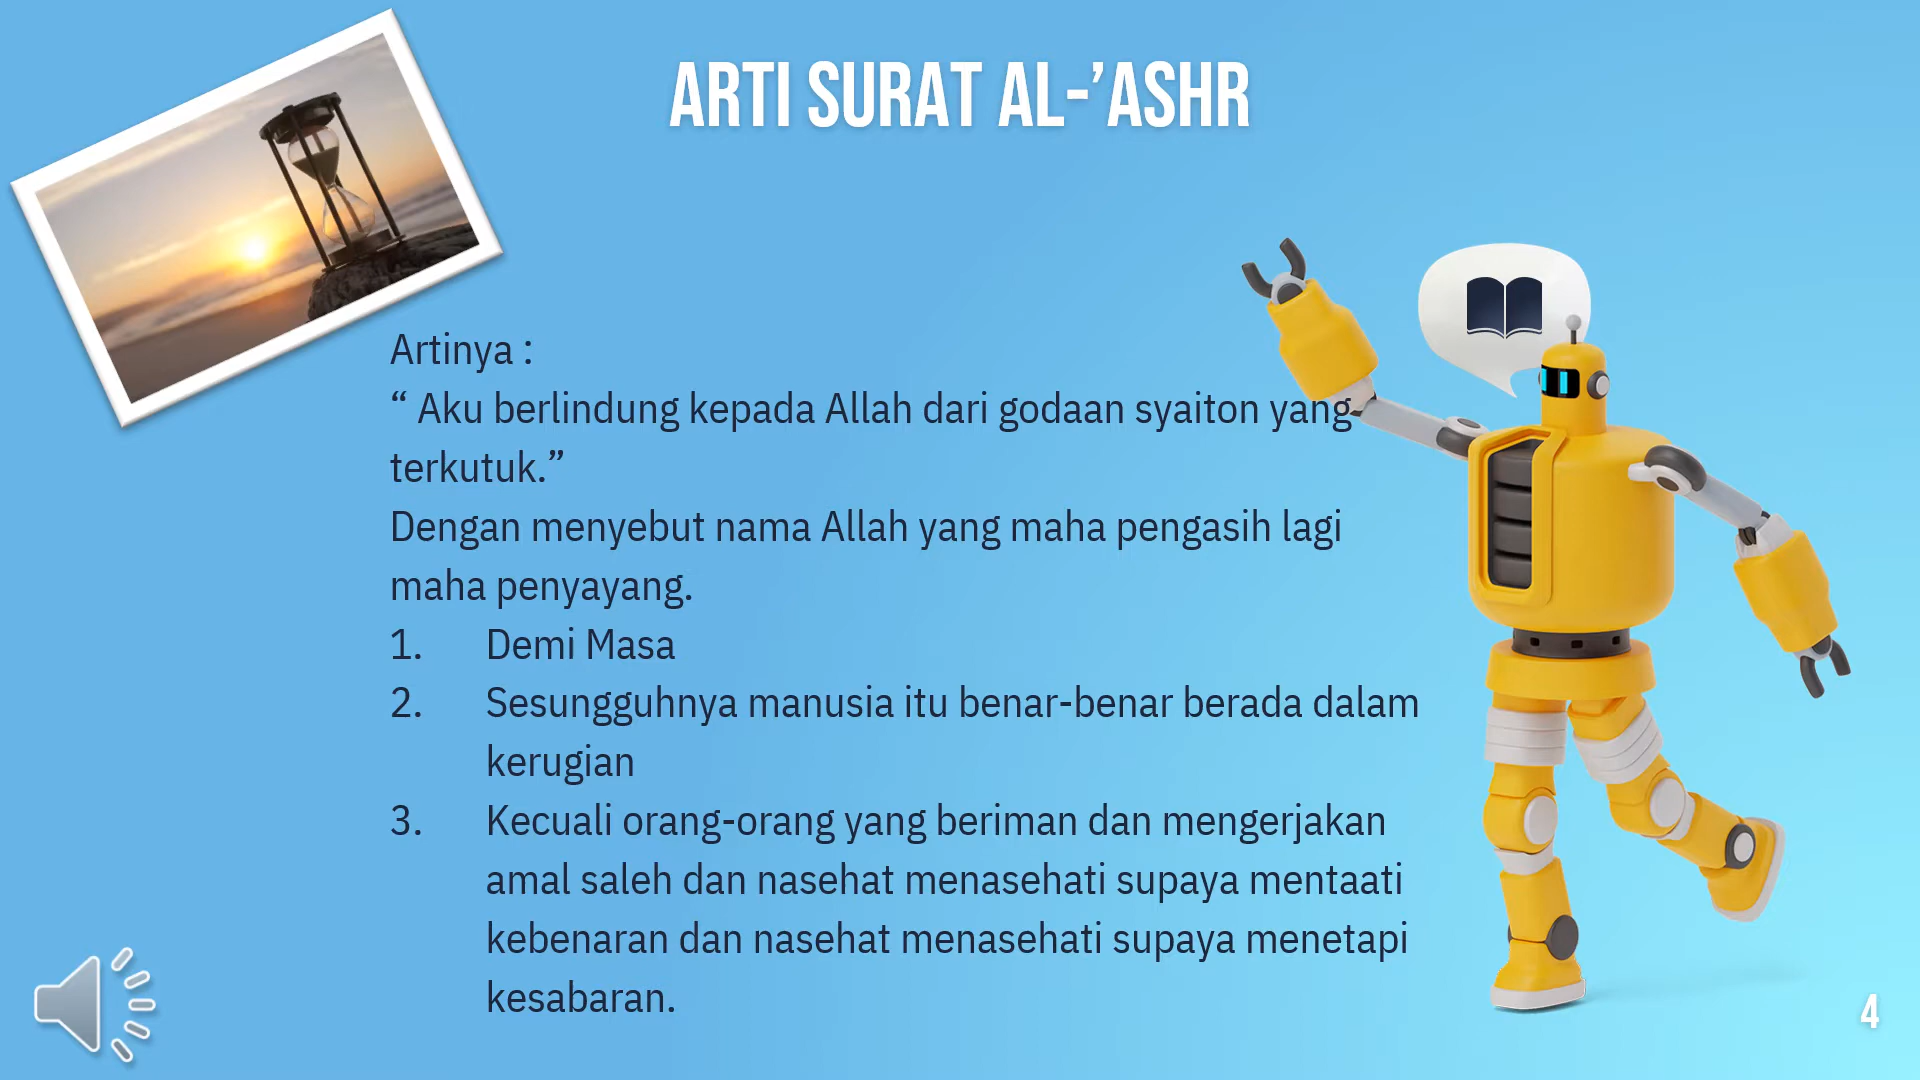 ARTI SURAT AL-’ASHR
Artinya :
“ Aku berlindung kepada Allah dari godaan syaiton yang
terkutuk.”
Dengan menyebut nama Allah yang maha pengasih lagi
maha penyayang.
1. Demi Masa
2. Sesungguhnya manusia itu benar-benar berada dalam
kerugian
3. Kecuali orang-orang yang beriman dan mengerjakan
amal saleh dan nasehat menasehati supaya mentaati
kebenaran dan nasehat menasehati supaya menetapi
kesabaran.
4